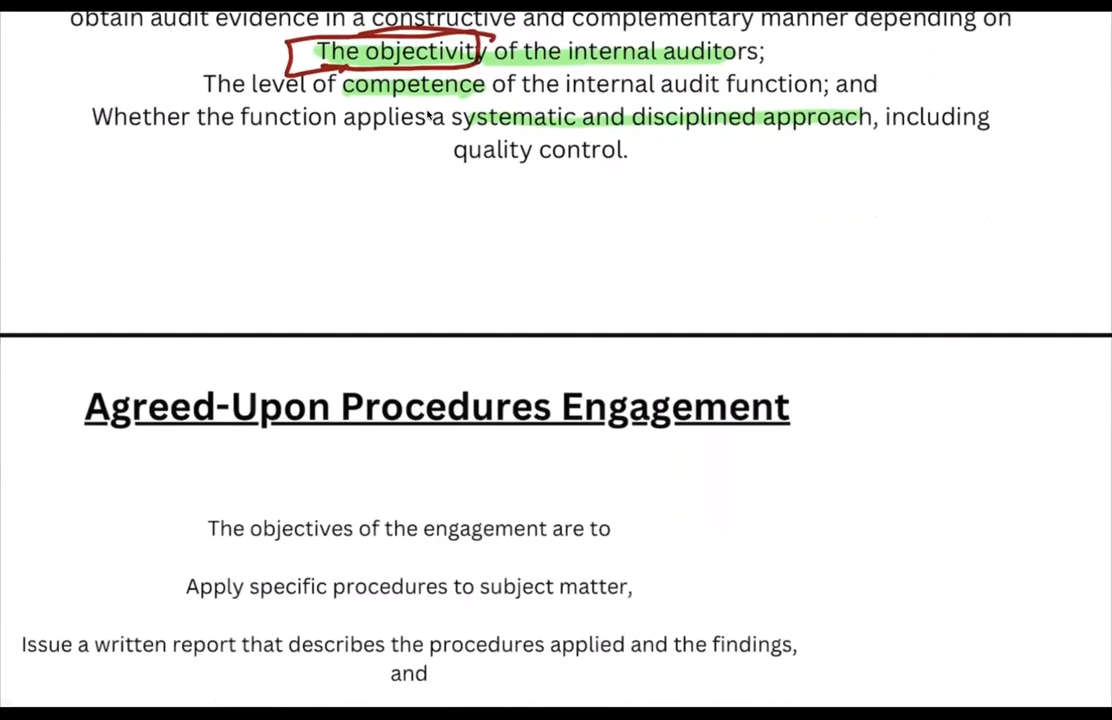 obtain audit evidence in a constructive and complementary manner depending on
The objectivity of the internal auditors;
The level of competence of the internal audit function; and
Whether the function applies a systematic and disciplined approach, including
quality control.
Agreed-Upon Procedures Engagement
The objectives of the engagement are to
Apply specific procedures to subject matter,
Issue a written report that describes the procedures applied and the findings,
and